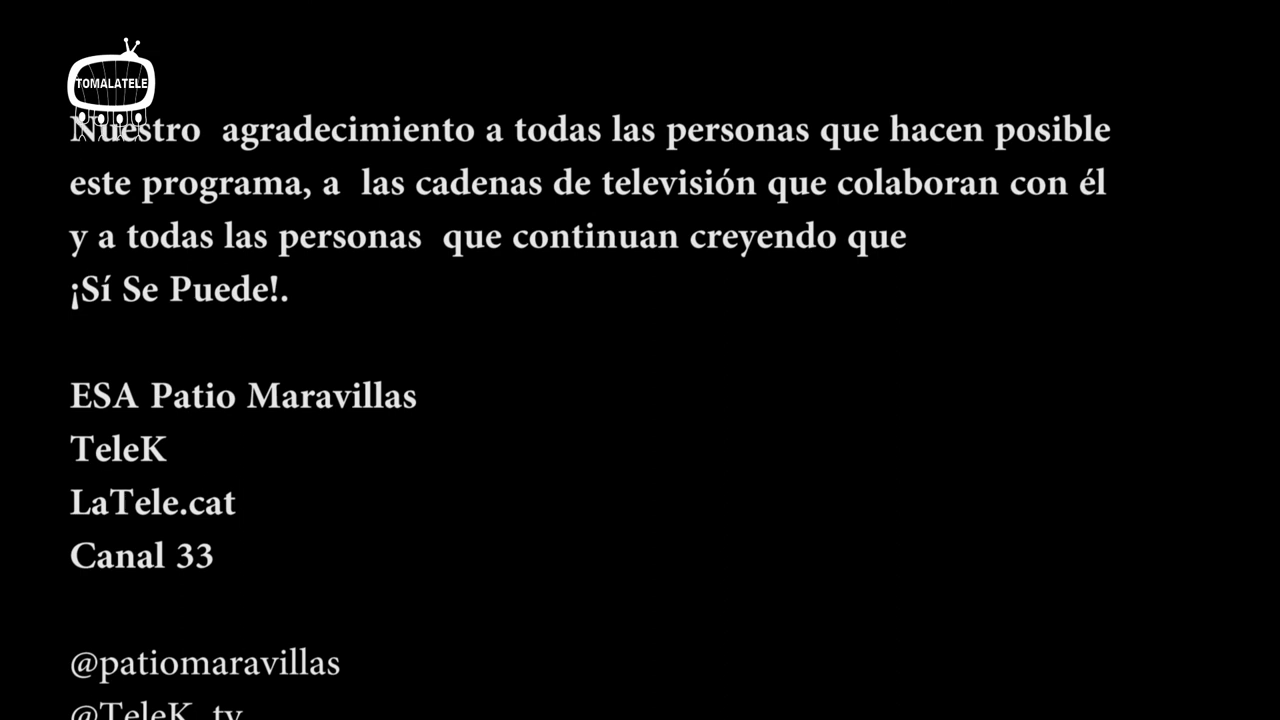 TOMALATELE
Nuestro agradecimiento a todas las personas que hacen posible
este programa, a las cadenas de televisión que colaboran con él
y a todas las personas que continuan creyendo que
¡Sí Se Puede!.
ESA Patio Maravillas
TeleK
LaTele.cat
Canal 33
@patiomaravillas
@TeleK_tv